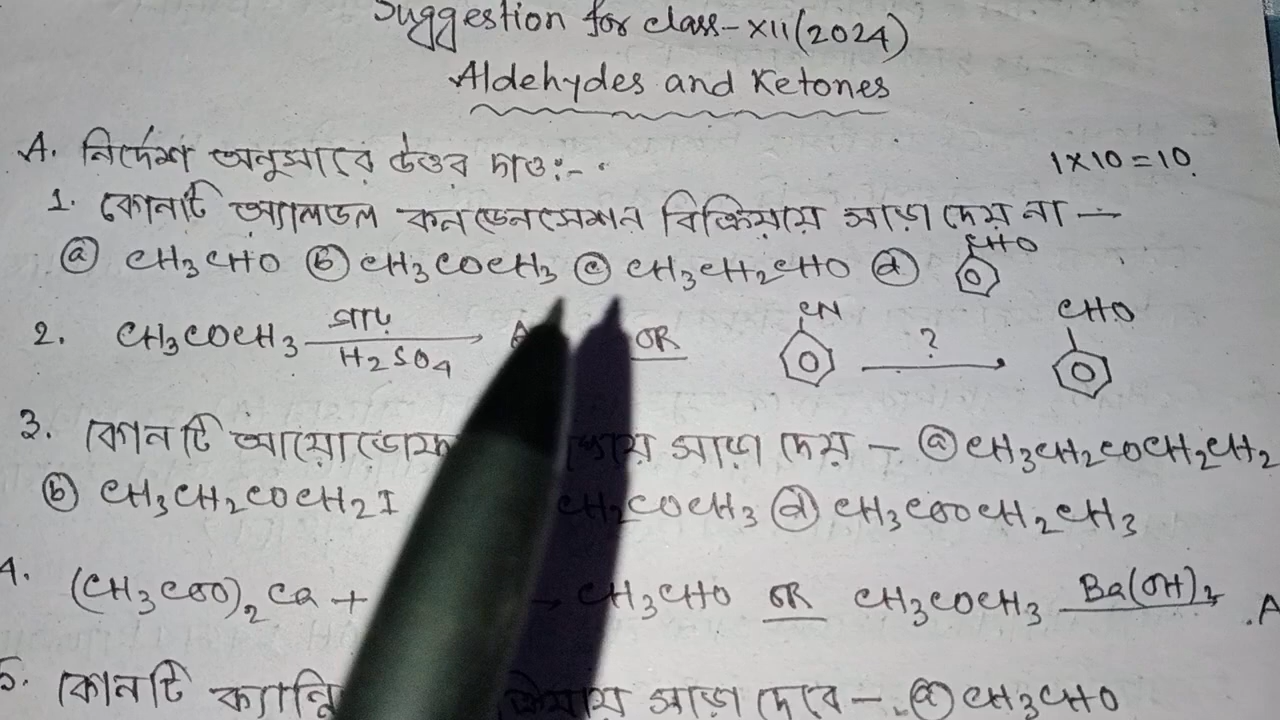 Suggestion for class-XII (2024)
Aldehydes and Ketones
A. নির্দেশ অনুসারে উত্তর দাও:- 1×10=10.
1. কোনটি অ্যালডল কনডেনসেশন বিক্রিয়ায় সাড়া দেয় না —
ⓐ CH3CHO ⓑ CH3COCH3 ⓒ CH3CH2CHO ⓓ CHO
2. CH3COCH3 তাপ H2SO4 OR CN ? CHO
3. কোনটি সাড়া দেয় – ⓐ CH3CH2COCH2CH2
ⓑ CH3CH2COCH2I CH2COCH3 ⓓ CH3COOCH2CH3
4. (CH3COO)2Ca + → CH3CHO OR CH3COCH3 Ba(OH)2 A
5. কোনটি সাড়া দেবে – ⓐ CH3CHO